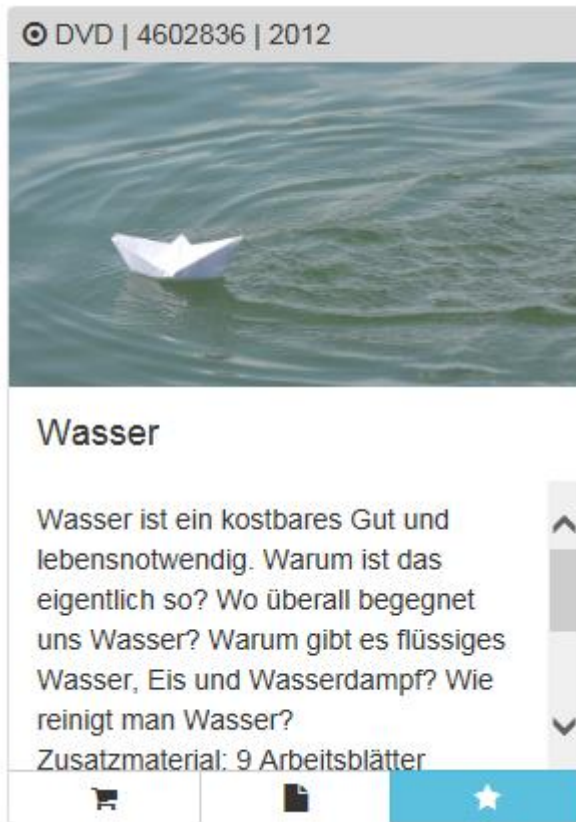 DVD | 4602836 | 2012
Wasser
Wasser ist ein kostbares Gut und
lebensnotwendig. Warum ist das
eigentlich so? Wo überall begegnet
uns Wasser? Warum gibt es flüssiges
Wasser, Eis und Wasserdampf? Wie
reinigt man Wasser?
Zusatzmaterial: 9 Arbeitsblätter